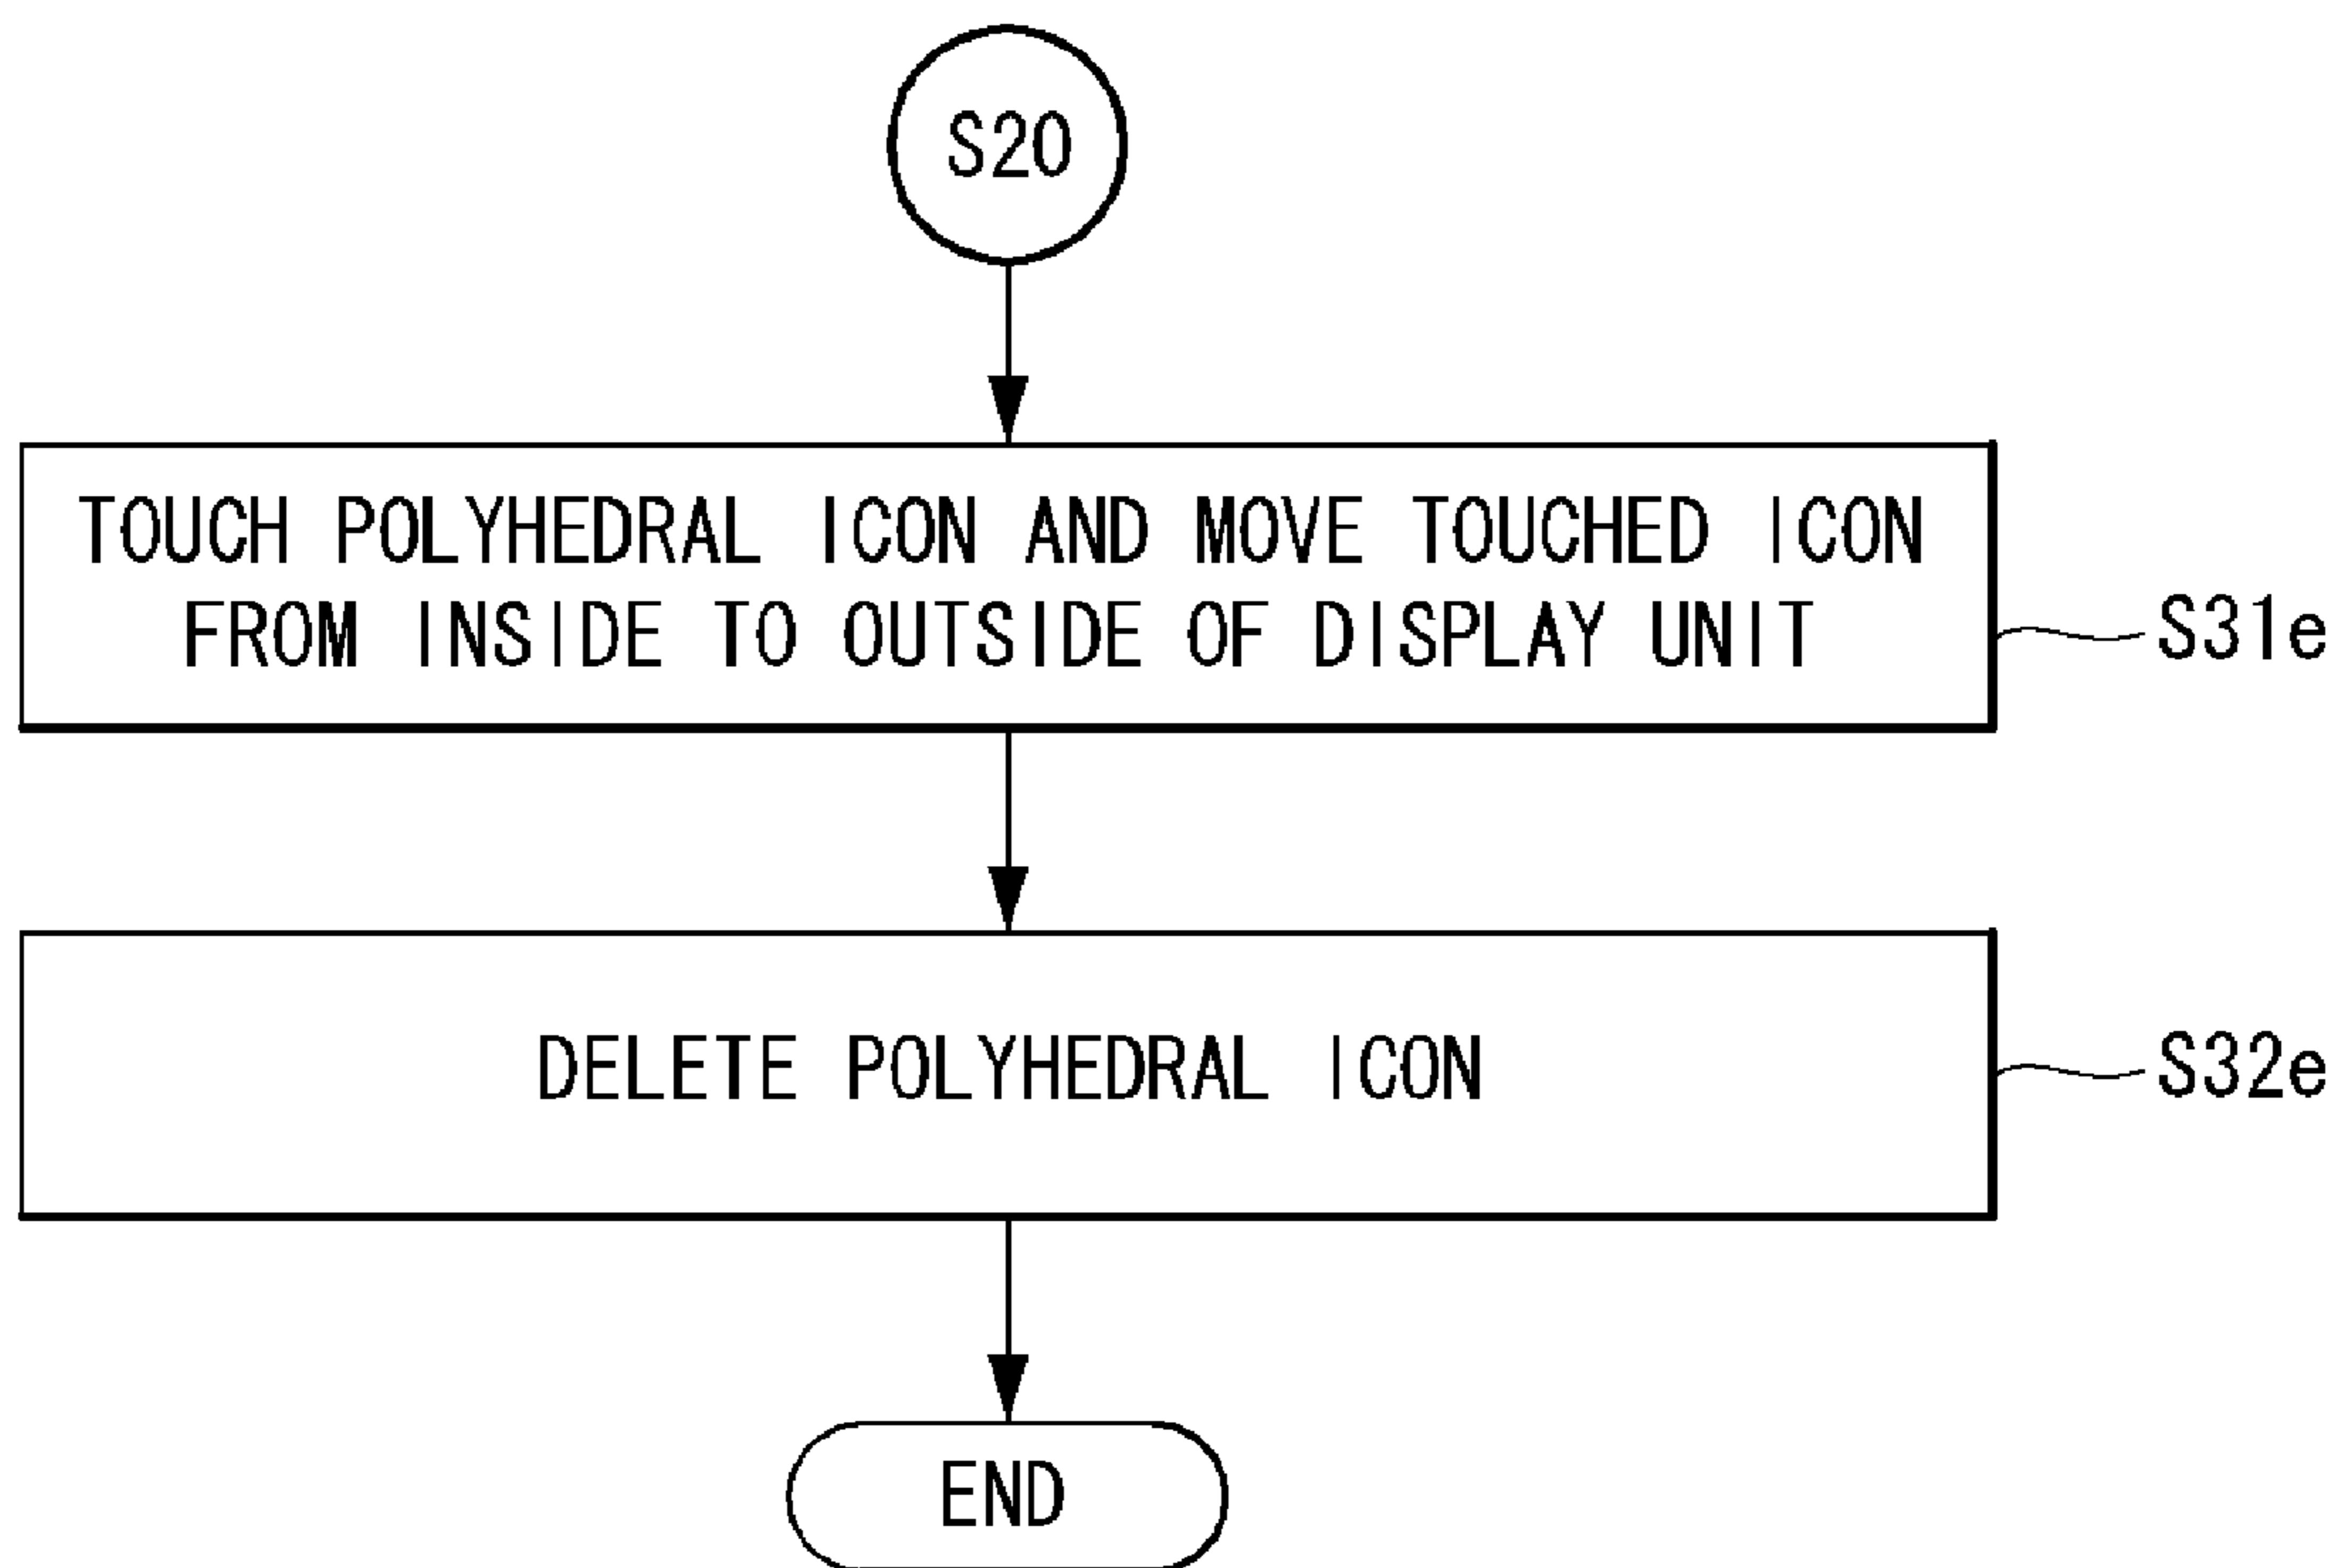 S20
TOUCH POLYHEDRAL ICON AND MOVE TOUCHED ICON
FROM INSIDE TO OUTSIDE OF DISPLAY UNIT
S31e
DELETE POLYHEDRAL ICON
S32e
END